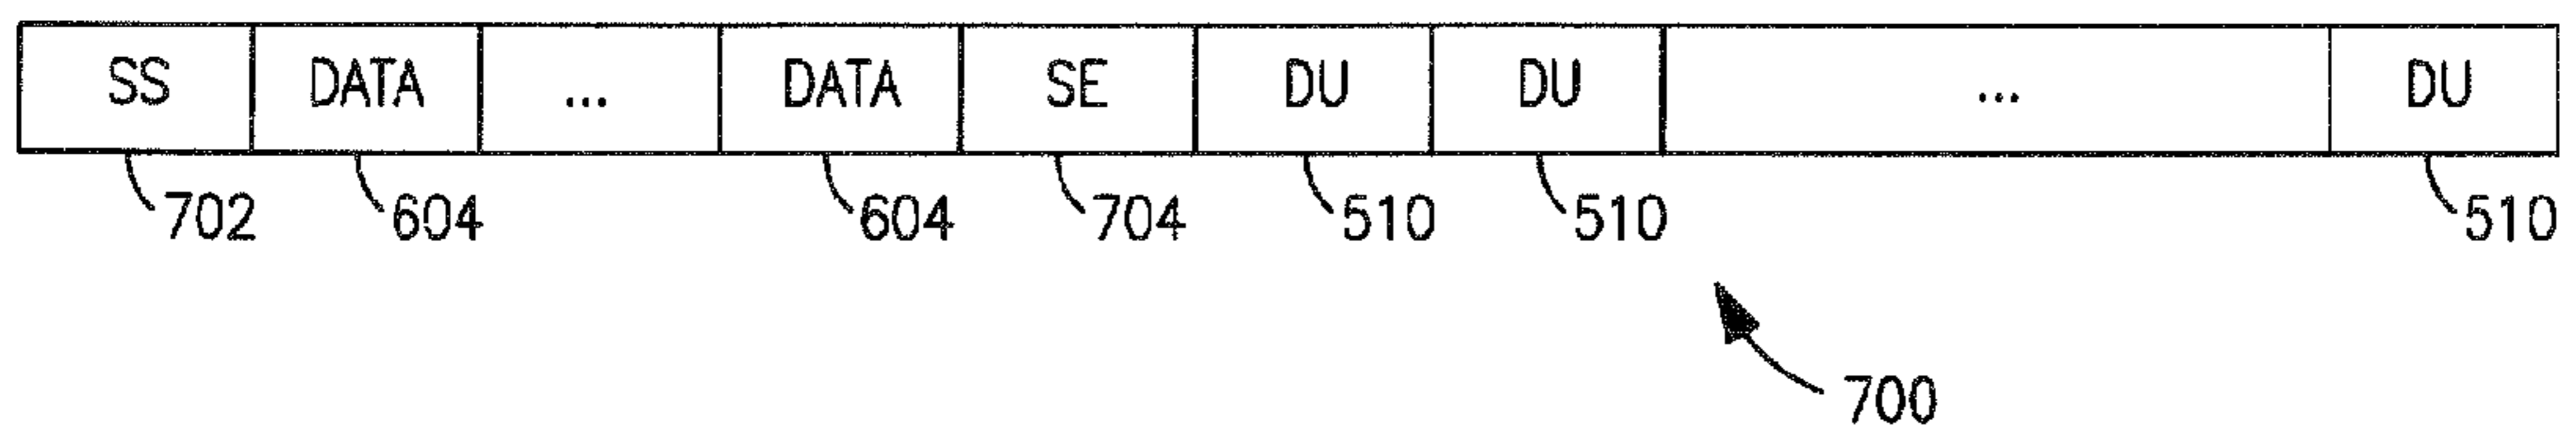 SS DATA ... DATA SE DU DU ... DU
702 604 604 704 510 510 510
700